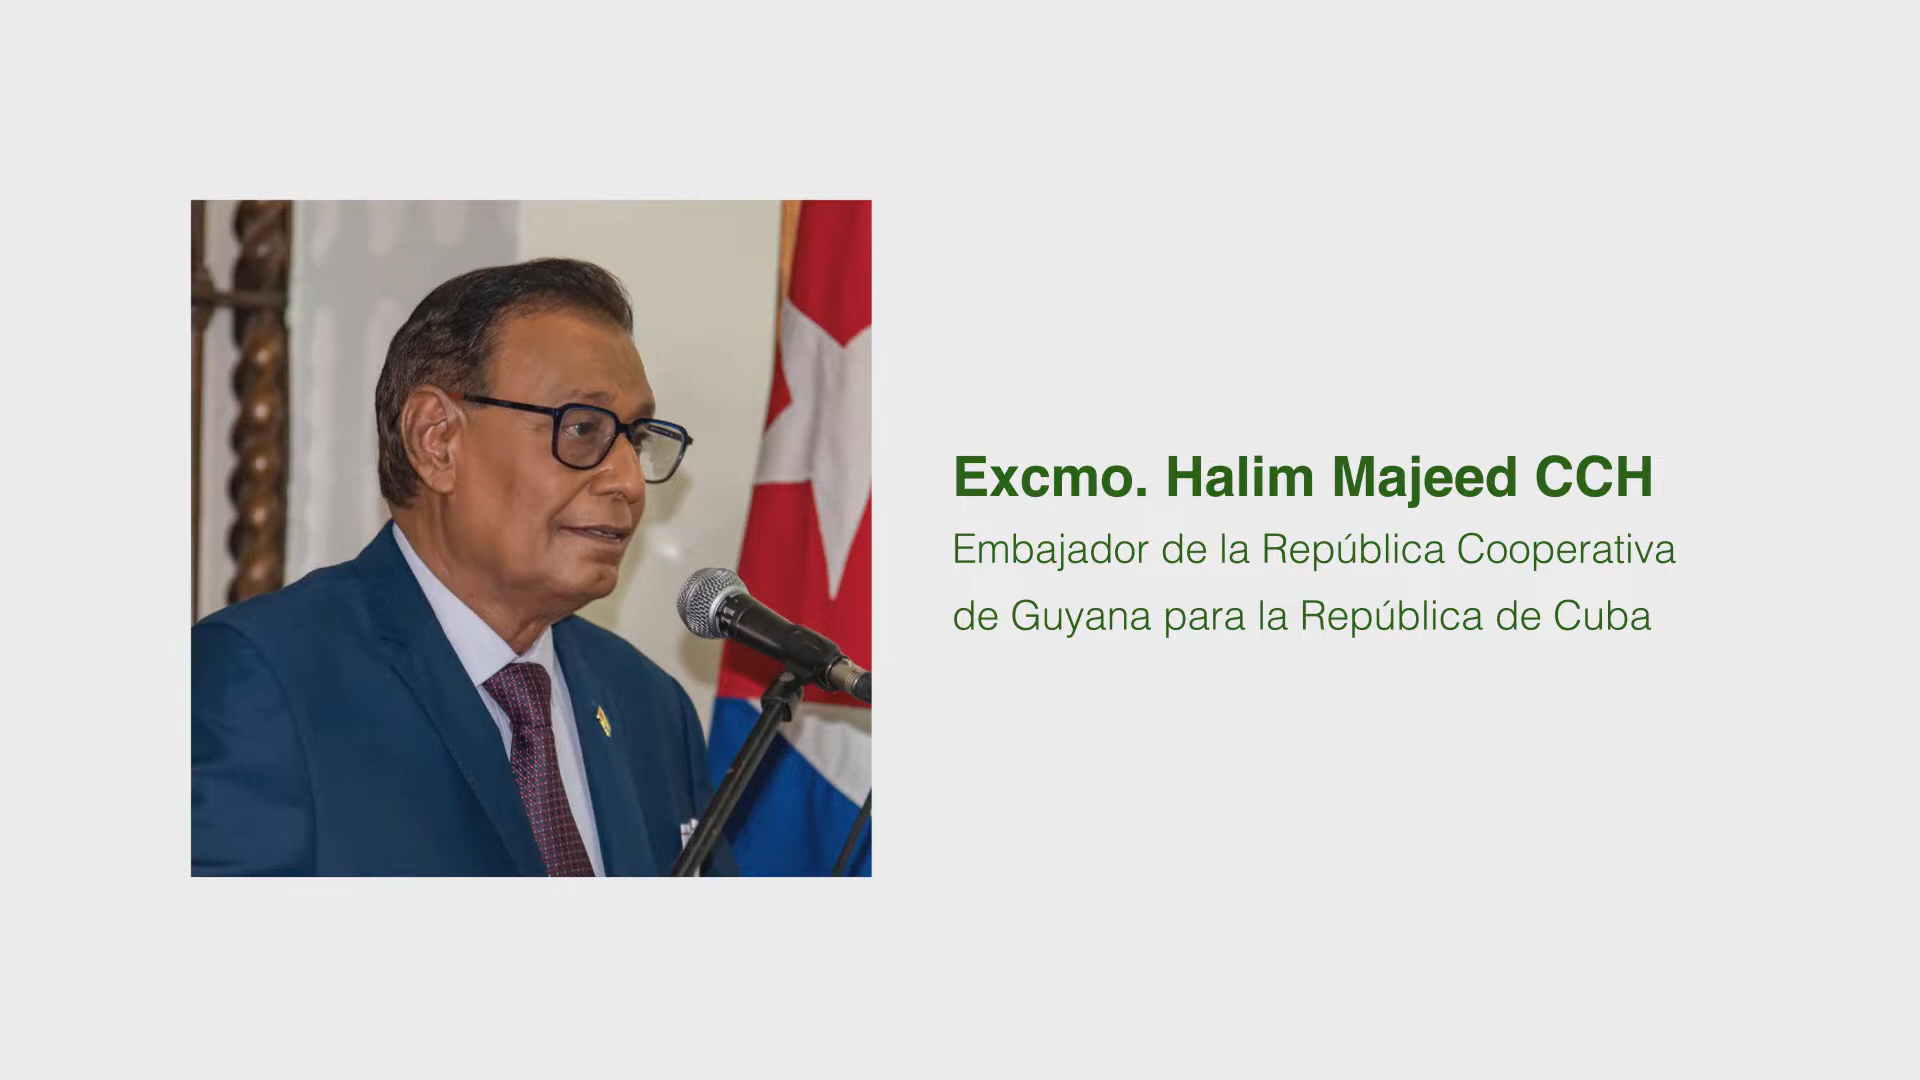 Excmo. Halim Majeed CCH
Embajador de la República Cooperativa
de Guyana para la República de Cuba